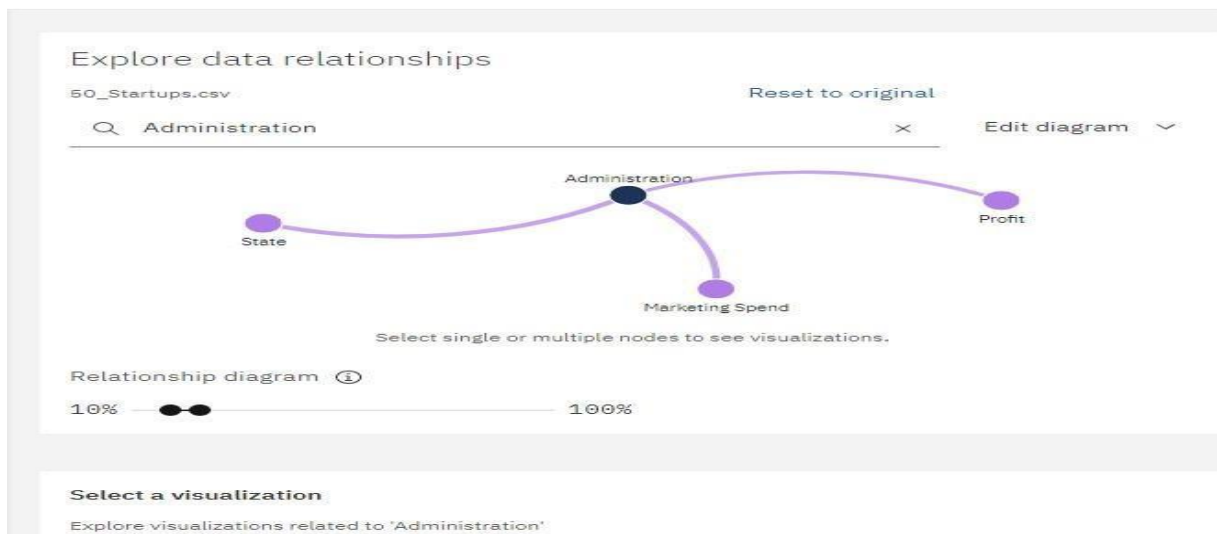 Explore data relationships
50_Startups.csv
Reset to original
Administration
Edit diagram
Administration
Profit
State
Marketing Spend
Select single or multiple nodes to see visualizations.
Relationship diagram
10%
100%
Select a visualization
Explore visualizations related to 'Administration'